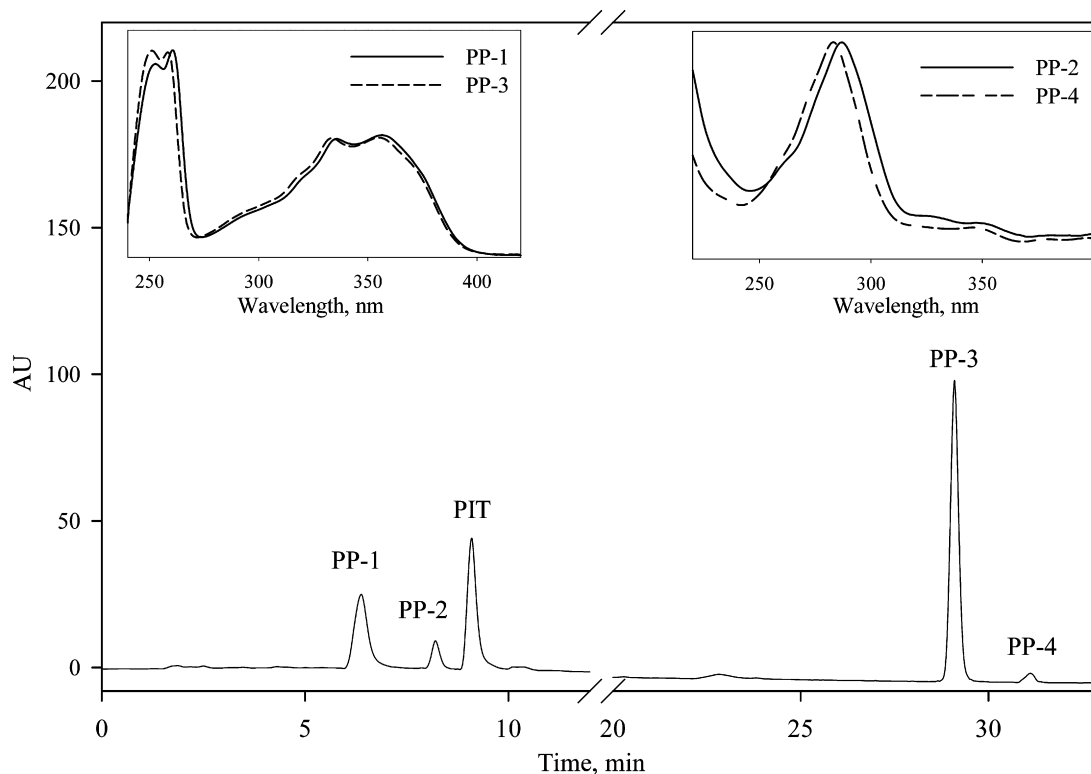 PP-1
PP-3
250 300 350 400
Wavelength, nm
PP-2
PP-4
250 300 350
Wavelength, nm
200
150
100
50
0
AU
PP-1
PP-2
PIT
PP-3
PP-4
0 5 10 20 25 30
Time, min